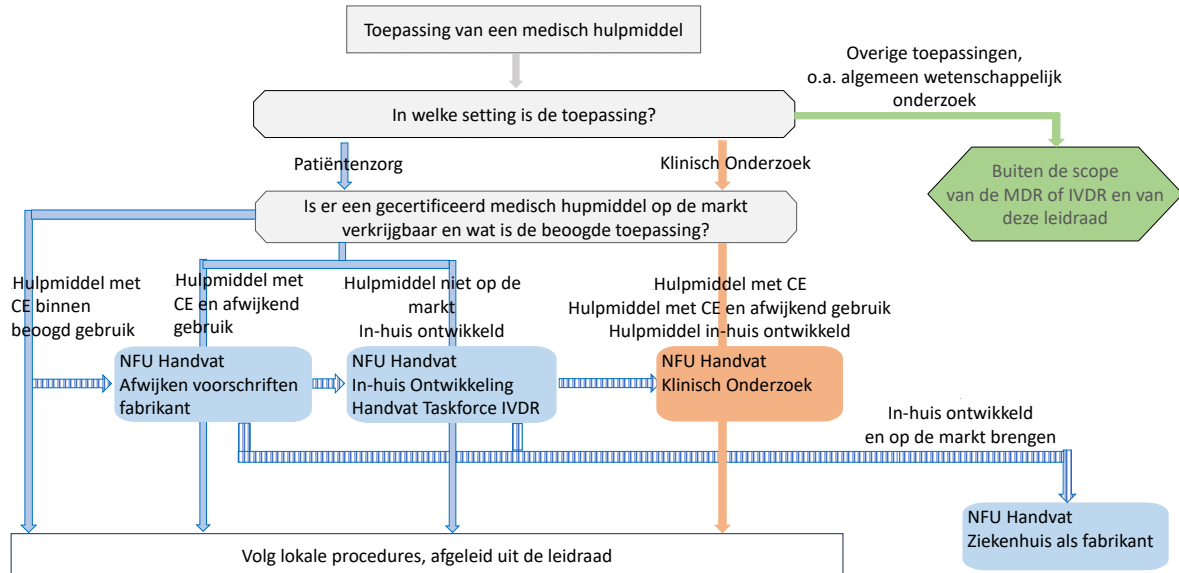 Toepassing van een medisch hulpmiddel
Overige toepassingen,
o.a. algemeen wetenschappelijk
onderzoek
In welke setting is de toepassing?
Patiëntenzorg
Klinisch Onderzoek
Buiten de scope
van de MDR of IVDR en van
deze leidraad
Is er een gecertificeerd medisch hupmiddel op de markt
verkrijgbaar en wat is de beoogde toepassing?
Hulpmiddel met
CE binnen
beoogd gebruik
Hulpmiddel met
CE en afwijkend
gebruik
Hulpmiddel niet op de
markt
In-huis ontwikkeld
Hulpmiddel met CE
Hulpmiddel met CE en afwijkend gebruik
Hulpmiddel in-huis ontwikkeld
NFU Handvat
Afwijken voorschriften
fabrikant
NFU Handvat
In-huis Ontwikkeling
Handvat Taskforce IVDR
NFU Handvat
Klinisch Onderzoek
In-huis ontwikkeld
en op de markt brengen
NFU Handvat
Ziekenhuis als fabrikant
Volg lokale procedures, afgeleid uit de leidraad